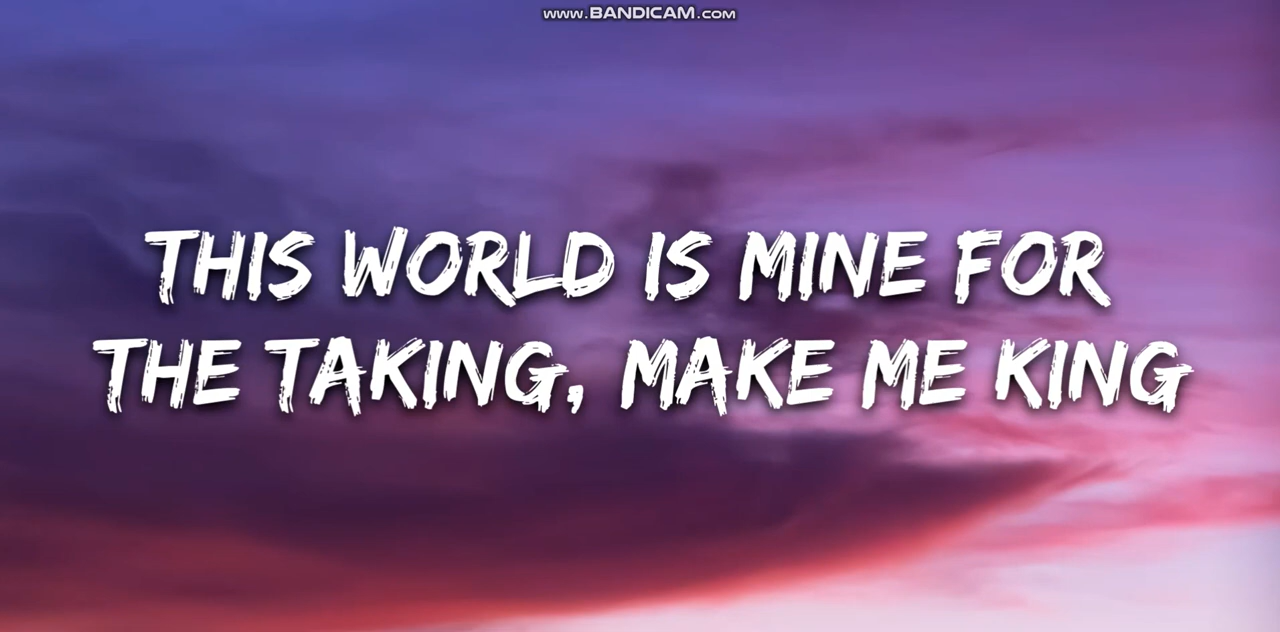 www.BANDICAM.com
THIS WORLD IS MINE FOR
THE TAKING, MAKE ME KING